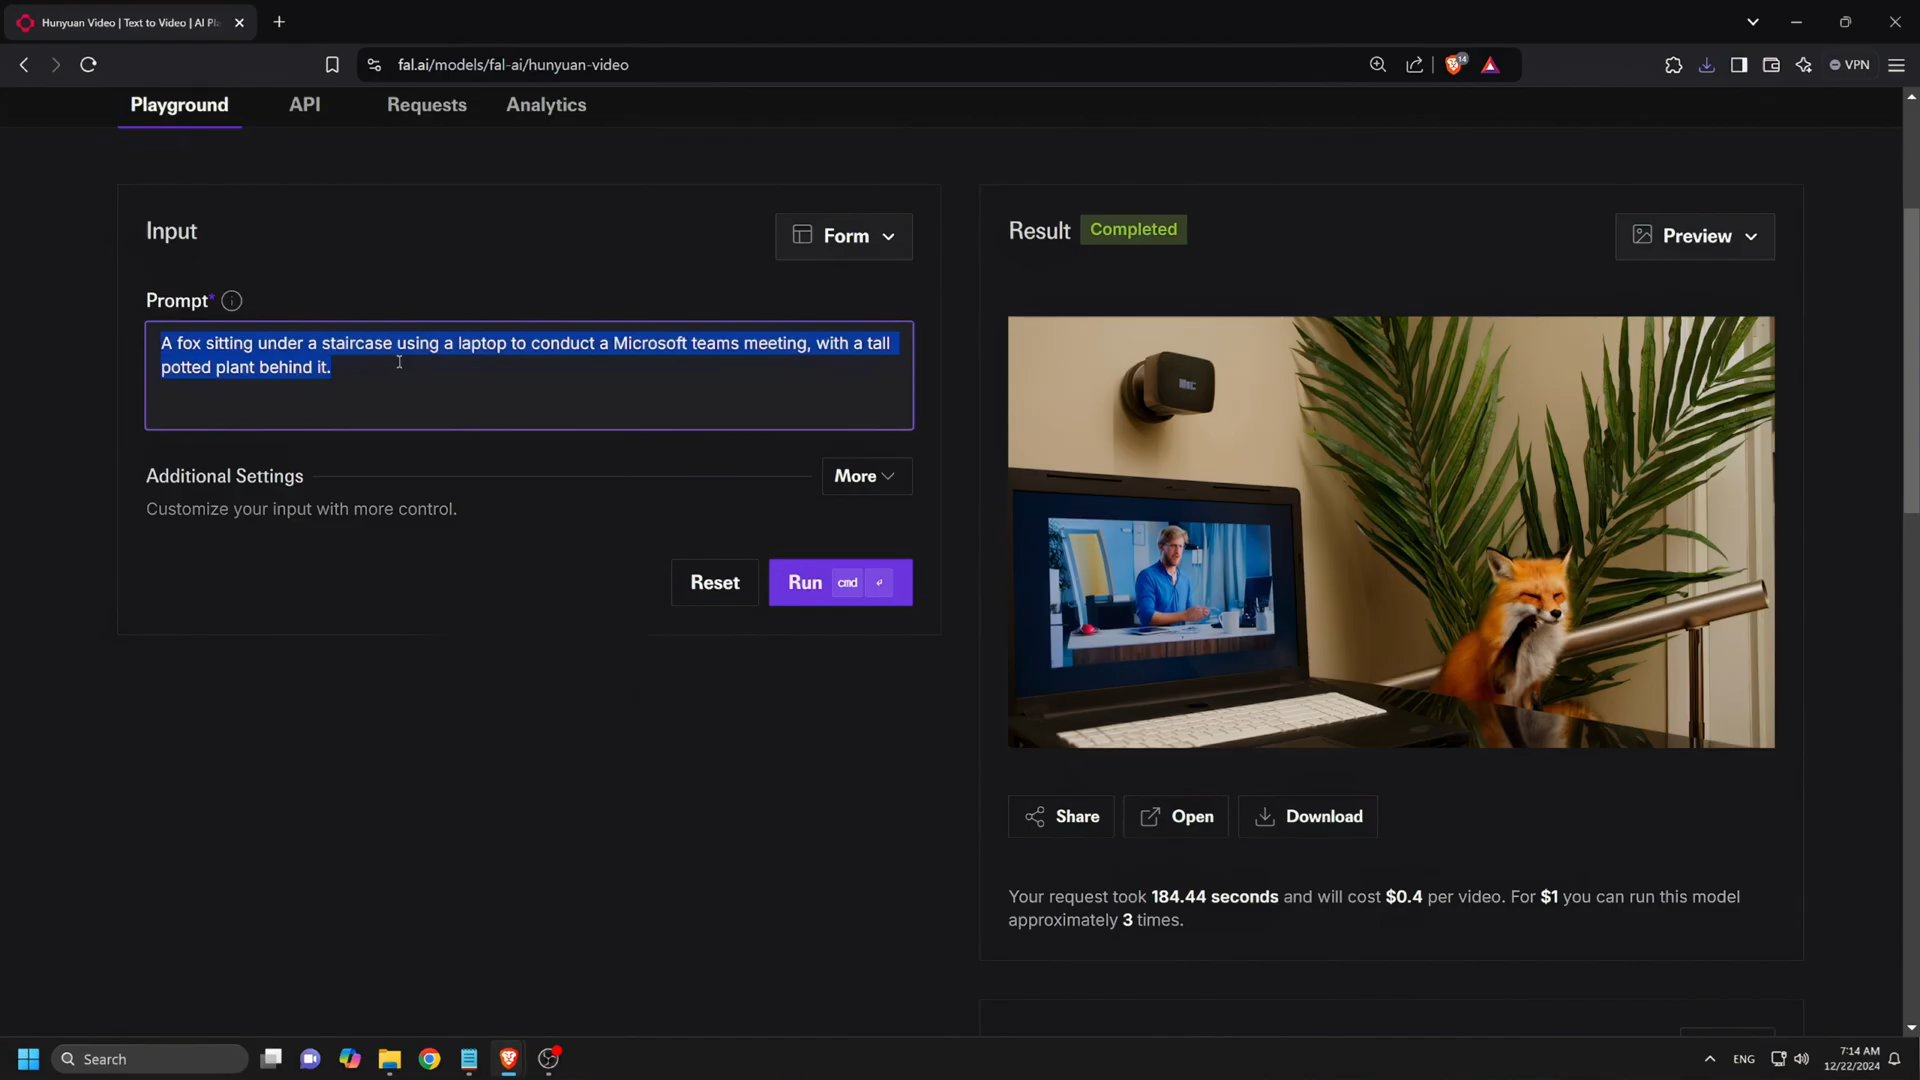 Hunyuan Video | Text to Video | AI Pl
fal.ai/models/fal-ai/hunyuan-video
14
VPN
Playground
API
Requests
Analytics
Input
Form
Prompt*
A fox sitting under a staircase using a laptop to conduct a Microsoft teams meeting, with a tall
potted plant behind it.
Additional Settings
More
Customize your input with more control.
Reset
Run cmd
Result
Completed
Preview
Share
Open
Download
Your request took 184.44 seconds and will cost $0.4 per video. For $1 you can run this model
approximately 3 times.
Search
ENG
7:14 AM
12/22/2024